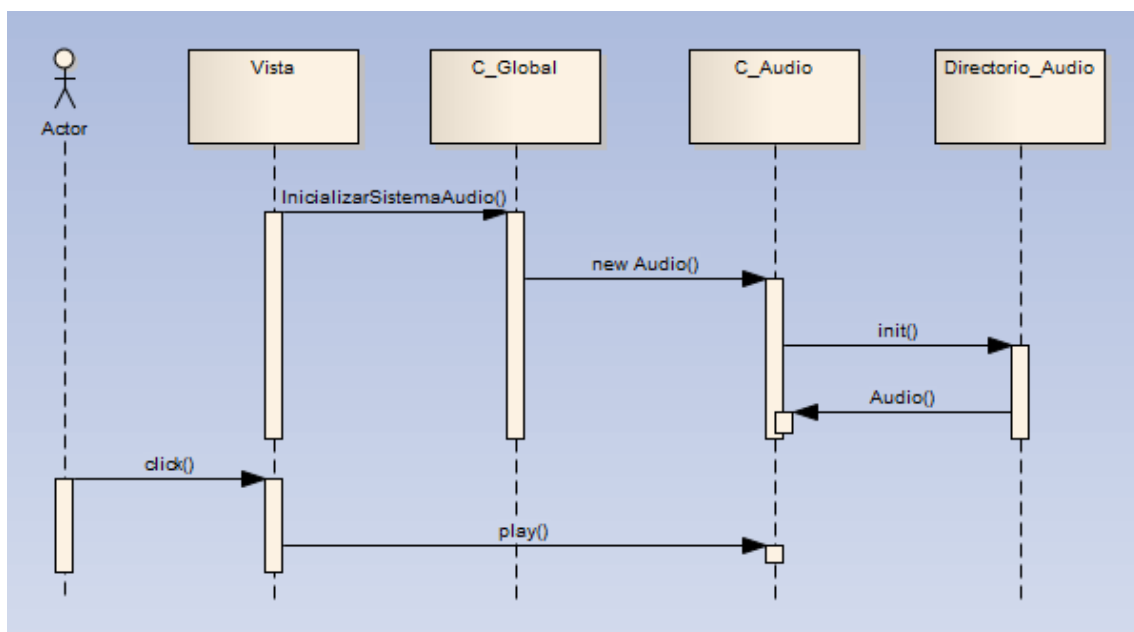 Actor
Vista
C_Global
C_Audio
Directorio_Audio
InicializarSistemaAudio()
new Audio()
init()
Audio()
click()
play()